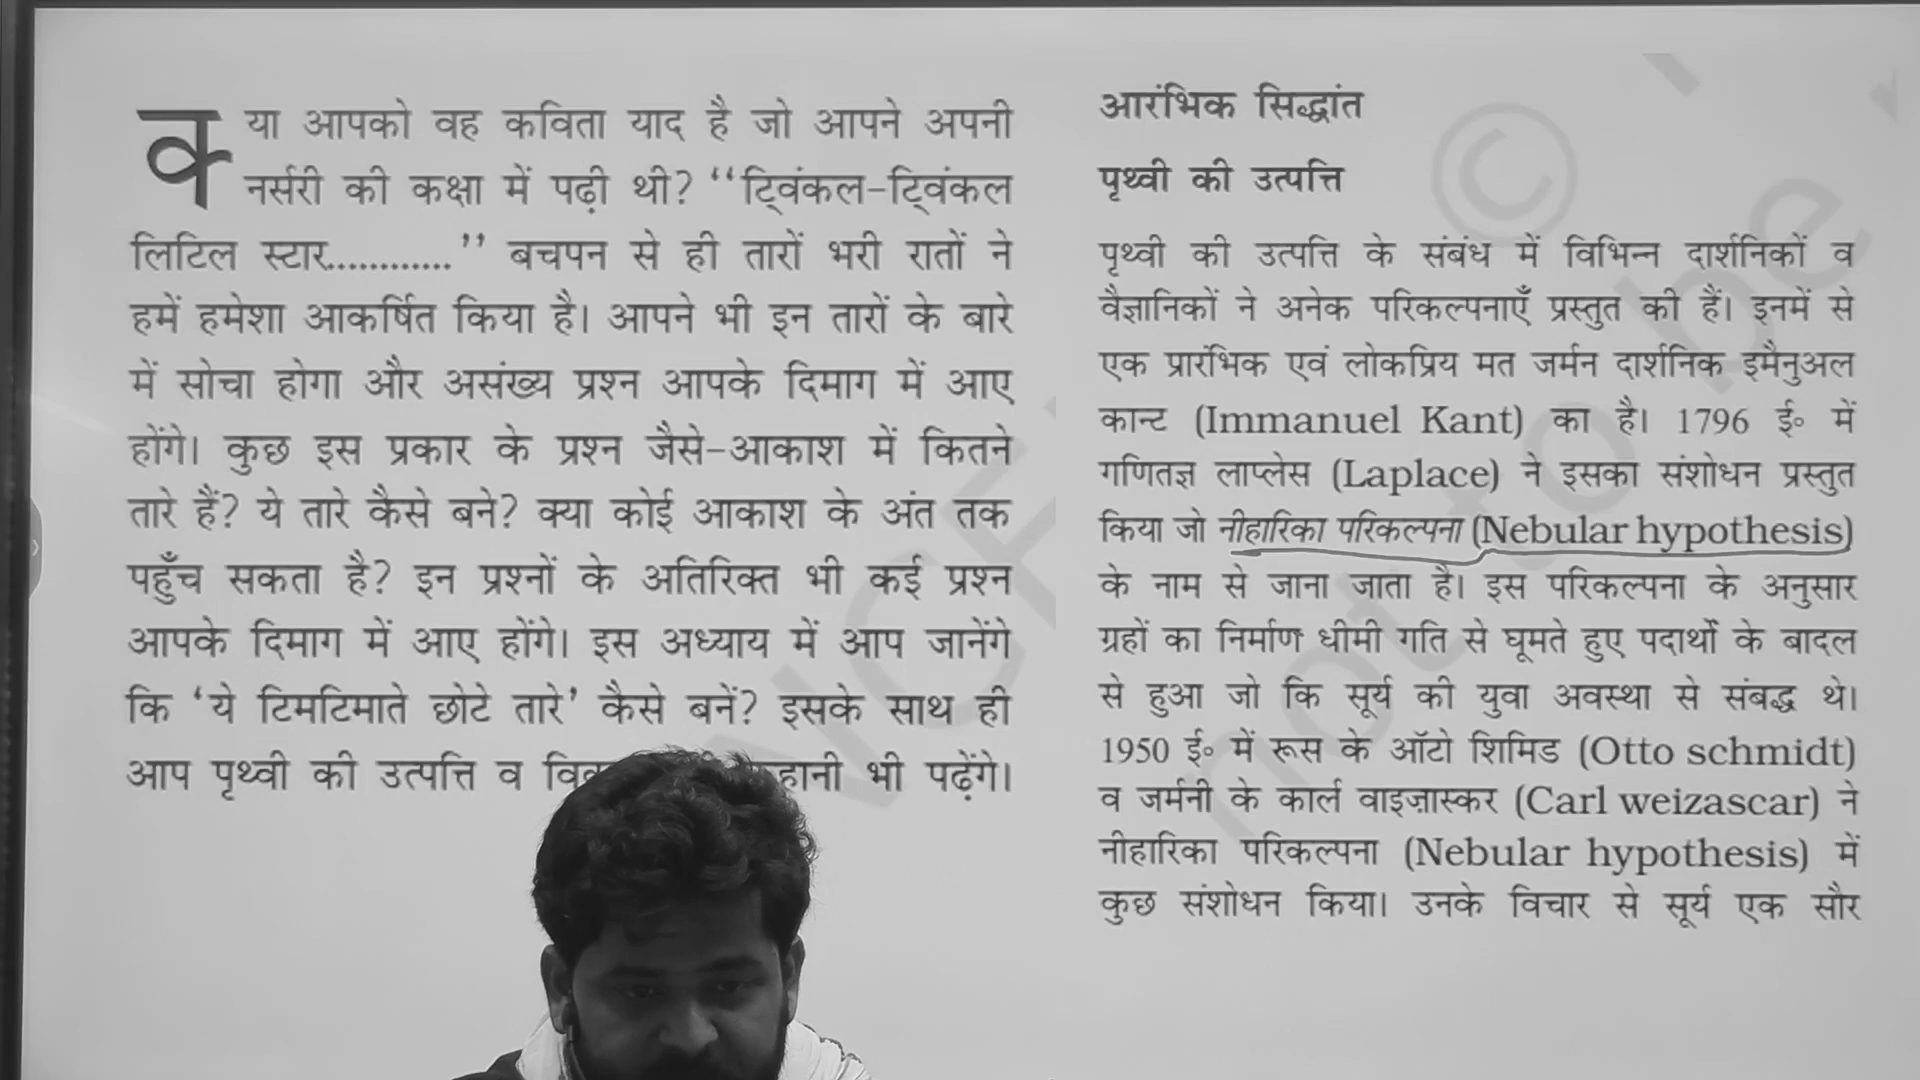 क्या आपको वह कविता याद है जो आपने अपनी
नर्सरी की कक्षा में पढ़ी थी? “ट्विंकल-ट्विंकल
लिटिल स्टार............” बचपन से ही तारों भरी रातों ने
हमें हमेशा आकर्षित किया है। आपने भी इन तारों के बारे
में सोचा होगा और असंख्य प्रश्न आपके दिमाग में आए
होंगे। कुछ इस प्रकार के प्रश्न जैसे-आकाश में कितने
तारे हैं? ये तारे कैसे बने? क्या कोई आकाश के अंत तक
पहुँच सकता है? इन प्रश्नों के अतिरिक्त भी कई प्रश्न
आपके दिमाग में आए होंगे। इस अध्याय में आप जानेंगे
कि ‘ये टिमटिमाते छोटे तारे’ कैसे बनें? इसके साथ ही
आप पृथ्वी की उत्पत्ति व भी पढ़ेंगे।
आरंभिक सिद्धांत
पृथ्वी की उत्पत्ति
पृथ्वी की उत्पत्ति के संबंध में विभिन्न दार्शनिकों व
वैज्ञानिकों ने अनेक परिकल्पनाएँ प्रस्तुत की हैं। इनमें से
एक प्रारंभिक एवं लोकप्रिय मत जर्मन दार्शनिक इमैनुअल
कान्ट (Immanuel Kant) का है। 1796 ई॰ में
गणितज्ञ लाप्लेस (Laplace) ने इसका संशोधन प्रस्तुत
किया जो नीहारिका परिकल्पना (Nebular hypothesis)
के नाम से जाना जाता है। इस परिकल्पना के अनुसार
ग्रहों का निर्माण धीमी गति से घूमते हुए पदार्थों के बादल
से हुआ जो कि सूर्य की युवा अवस्था से संबद्ध थे।
1950 ई॰ में रूस के ऑटो शिमिड (Otto schmidt)
व जर्मनी के कार्ल वाइज़ास्कर (Carl weizascar) ने
नीहारिका परिकल्पना (Nebular hypothesis) में
कुछ संशोधन किया। उनके विचार से सूर्य एक सौर
© not to be